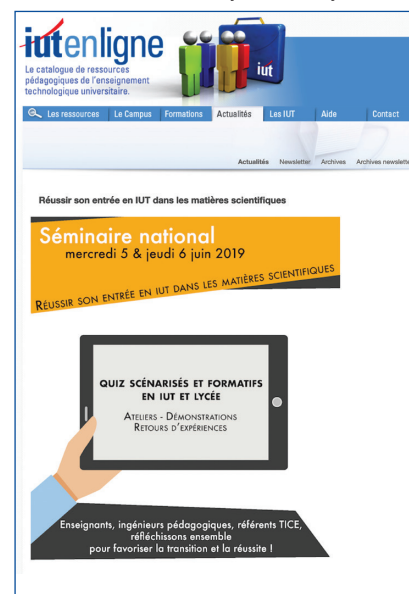 iutenligne
Le catalogue de ressources
pédagogiques de l'enseignement
technologique universitaire.
iut
Les ressources Le Campus Formations Actualités Les IUT Aide Contact
Actualités Newsletter Archives Archives newslette
Réussir son entrée en IUT dans les matières scientifiques
Séminaire national
mercredi 5 & jeudi 6 juin 2019
RÉUSSIR SON ENTRÉE EN IUT DANS LES MATIÈRES SCIENTIFIQUES
QUIZ SCÉNARISÉS ET FORMATIFS
EN IUT ET LYCÉE
ATELIERS - DÉMONSTRATIONS
RETOURS D'EXPÉRIENCES
Enseignants, ingénieurs pédagogiques, référents TICE,
réfléchissons ensemble
pour favoriser la transition et la réussite !